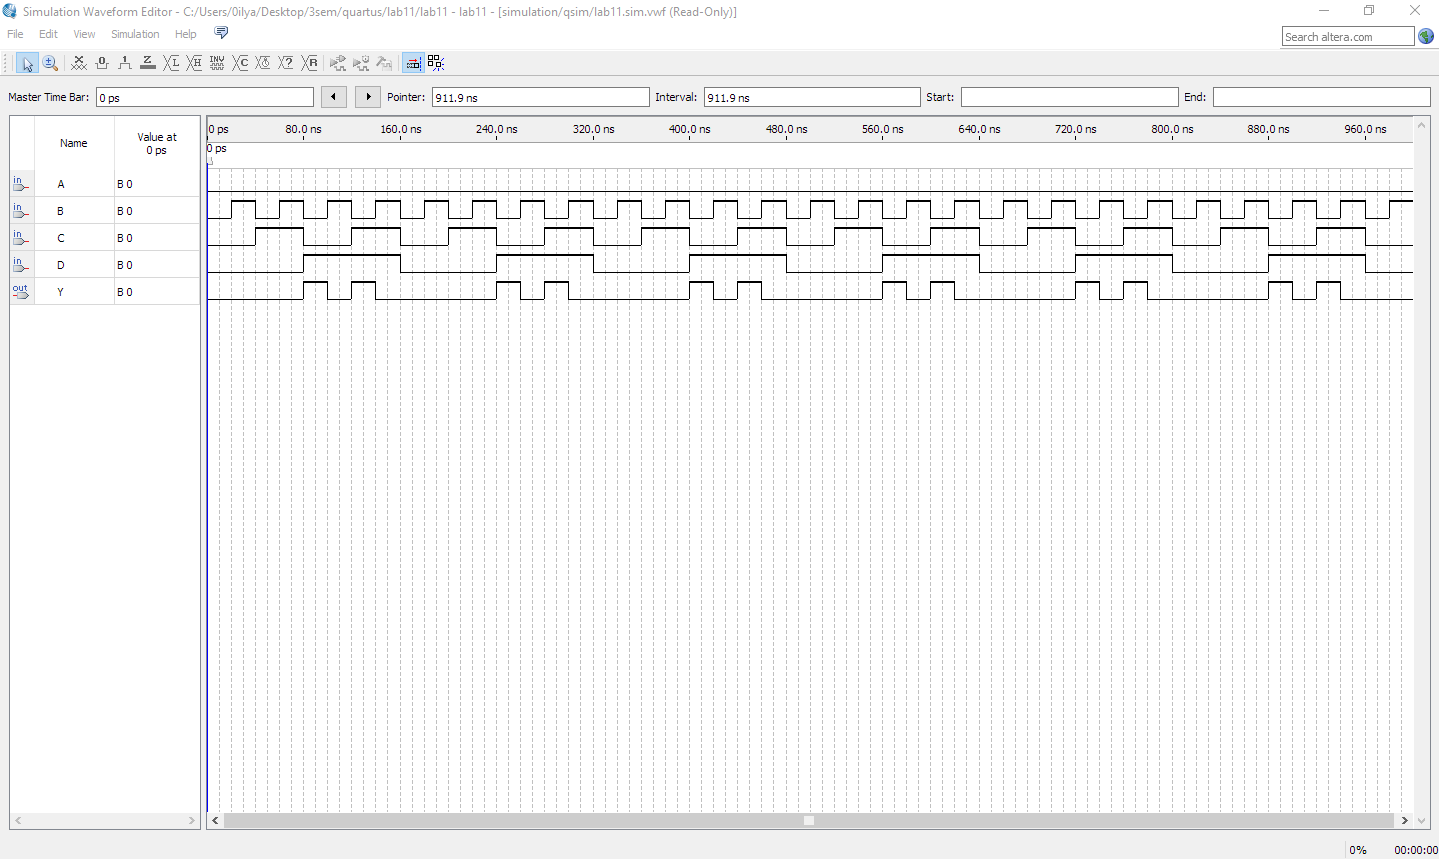 Simulation Waveform Editor - C:/Users/0ilya/Desktop/3sem/quartus/lab11/lab11 - lab11 - [simulation/qsim/lab11.sim.vwf (Read-Only)]
File Edit View Simulation Help
Search altera.com
Master Time Bar: 0 ps Pointer: 911.9 ns Interval: 911.9 ns Start: End:
Name Value at 0 ps
0 ps 80.0 ns 160.0 ns 240.0 ns 320.0 ns 400.0 ns 480.0 ns 560.0 ns 640.0 ns 720.0 ns 800.0 ns 880.0 ns 960.0 ns
0 ps
in A B 0
in B B 0
in C B 0
in D B 0
out Y B 0
0% 00:00:00